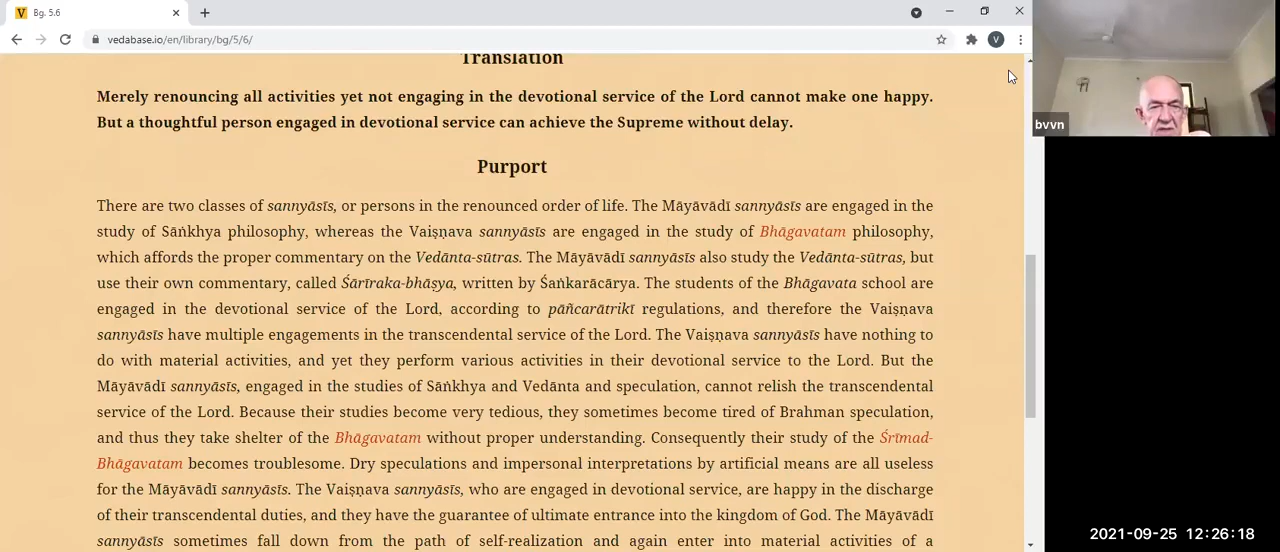 Bg. 5.6
vedabase.io/en/library/bg/5/6/
V
Translation
Merely renouncing all activities yet not engaging in the devotional service of the Lord cannot make one happy.
But a thoughtful person engaged in devotional service can achieve the Supreme without delay.
Purport
There are two classes of sannyāsīs, or persons in the renounced order of life. The Māyāvādī sannyāsīs are engaged in the
study of Sāṅkhya philosophy, whereas the Vaiṣṇava sannyāsīs are engaged in the study of Bhāgavatam philosophy,
which affords the proper commentary on the Vedānta-sūtras. The Māyāvādī sannyāsīs also study the Vedānta-sūtras, but
use their own commentary, called Śārīraka-bhāṣya, written by Śaṅkarācārya. The students of the Bhāgavata school are
engaged in the devotional service of the Lord, according to pāñcarātrikī regulations, and therefore the Vaiṣṇava
sannyāsīs have multiple engagements in the transcendental service of the Lord. The Vaiṣṇava sannyāsīs have nothing to
do with material activities, and yet they perform various activities in their devotional service to the Lord. But the
Māyāvādī sannyāsīs, engaged in the studies of Sāṅkhya and Vedānta and speculation, cannot relish the transcendental
service of the Lord. Because their studies become very tedious, they sometimes become tired of Brahman speculation,
and thus they take shelter of the Bhāgavatam without proper understanding. Consequently their study of the Śrīmad-
Bhāgavatam becomes troublesome. Dry speculations and impersonal interpretations by artificial means are all useless
for the Māyāvādī sannyāsīs. The Vaiṣṇava sannyāsīs, who are engaged in devotional service, are happy in the discharge
of their transcendental duties, and they have the guarantee of ultimate entrance into the kingdom of God. The Māyāvādī
sannyāsīs sometimes fall down from the path of self-realization and again enter into material activities of a
bvvn
2021-09-25 12:26:18